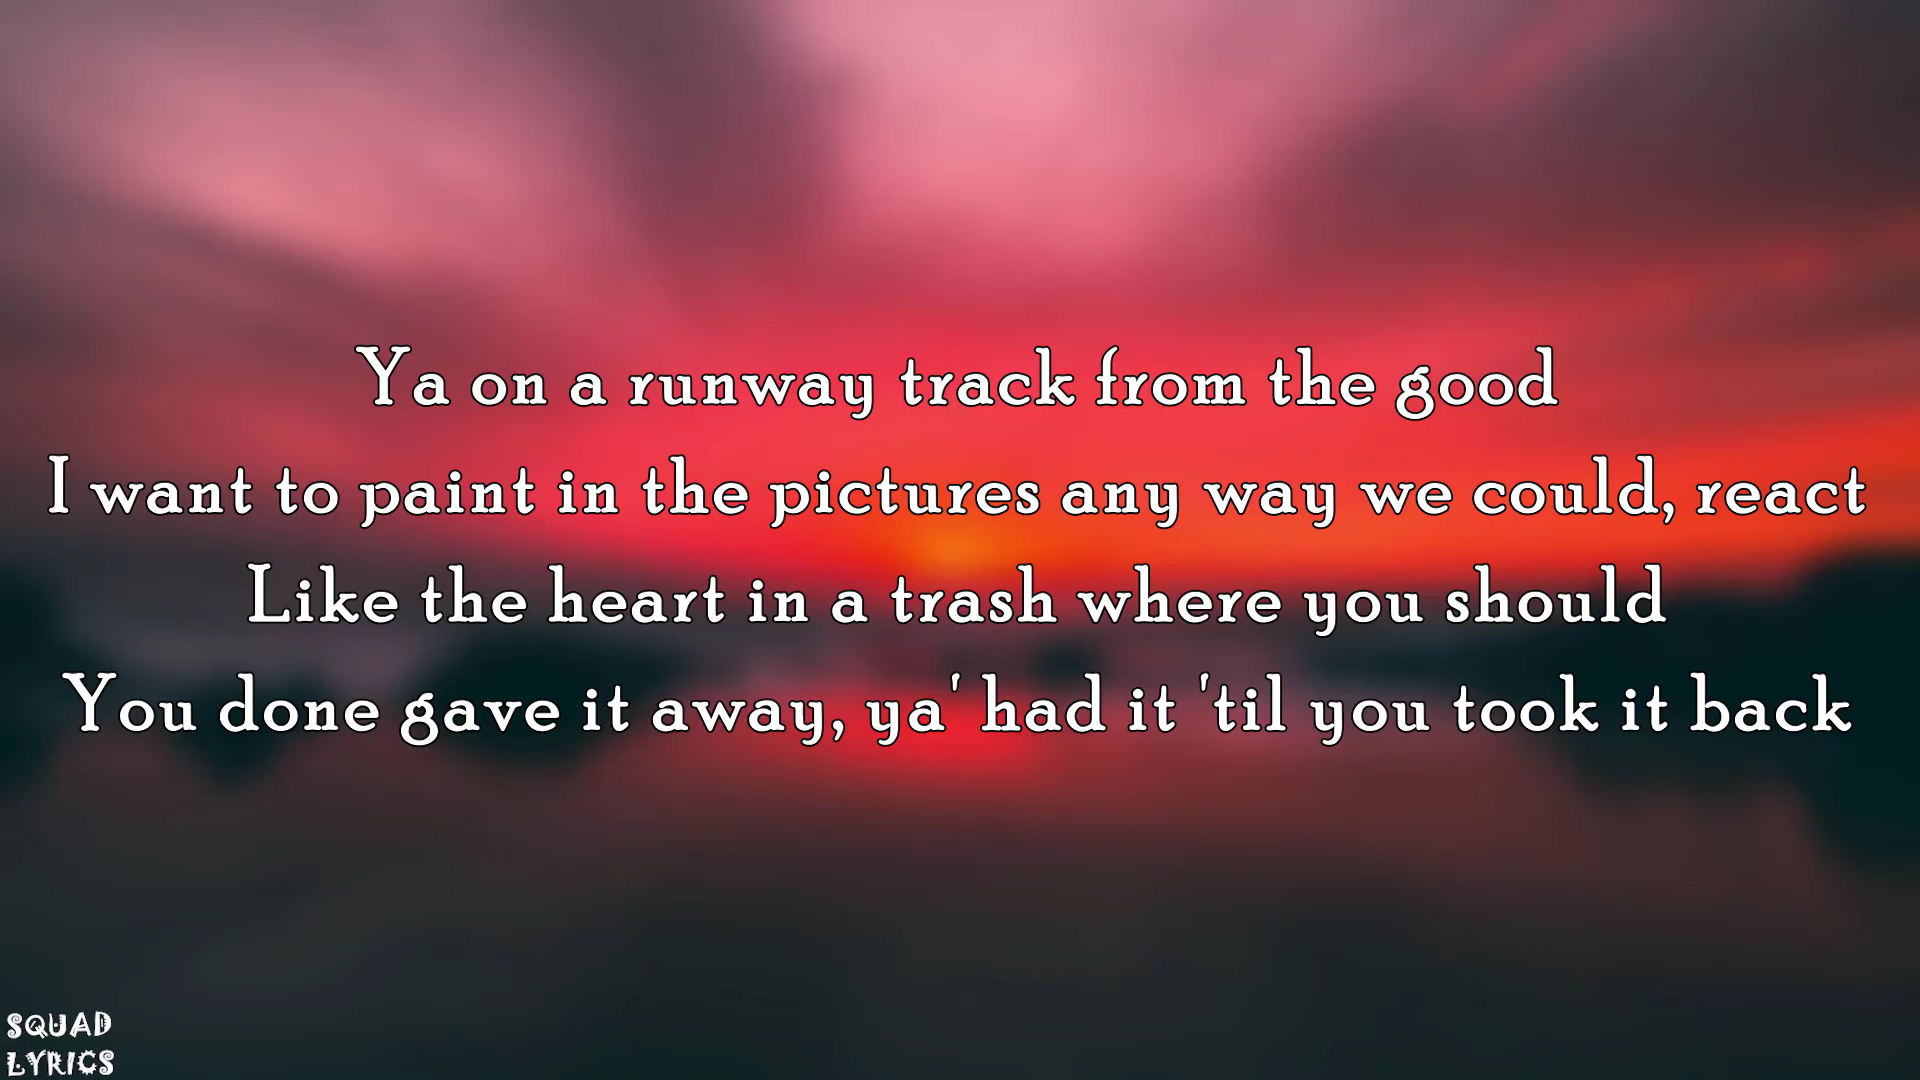 Ya on a runway track from the good
I want to paint in the pictures any way we could, react
Like the heart in a trash where you should
You done gave it away, ya' had it 'til you took it back
SQUAD
LYRICS